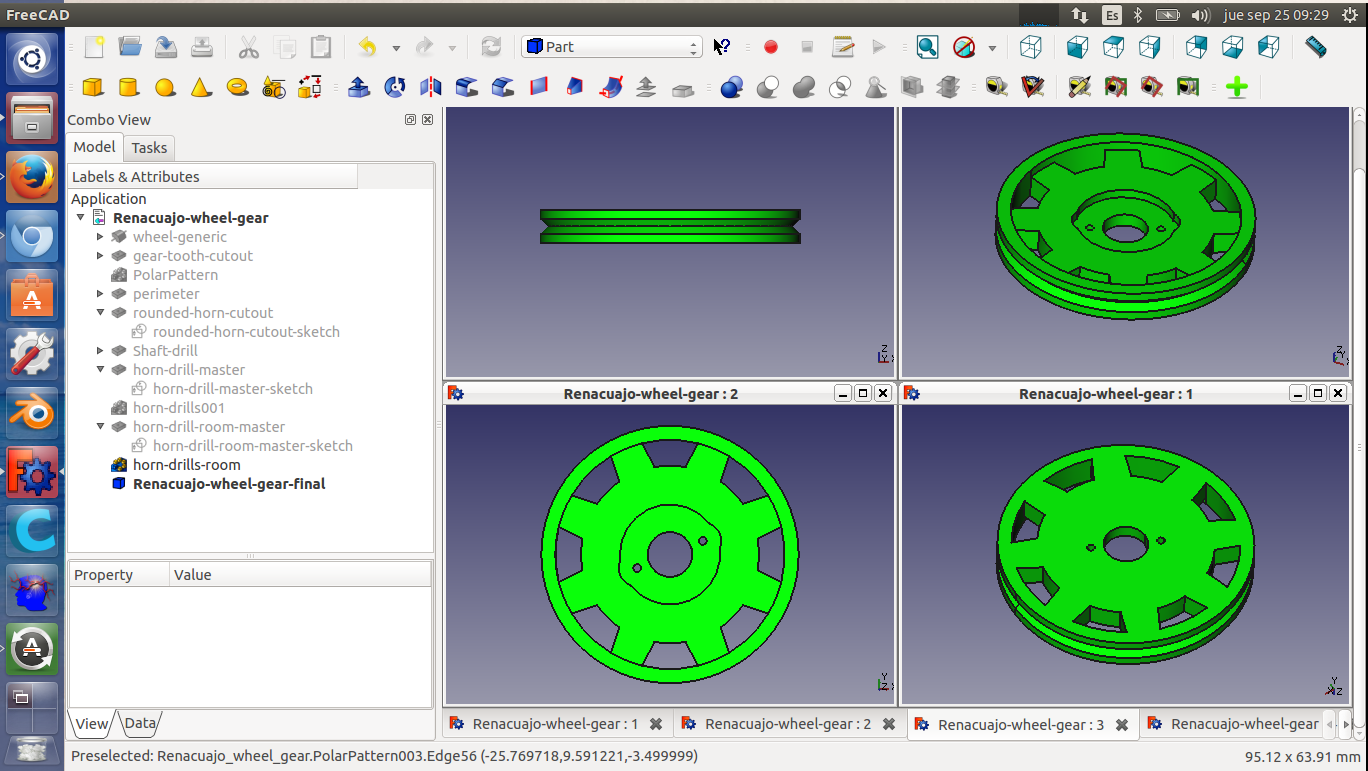 FreeCAD
Es
jue sep 25 09:29
Part
Combo View
Model
Tasks
Labels & Attributes
Application
Renacuajo-wheel-gear
wheel-generic
gear-tooth-cutout
PolarPattern
perimeter
rounded-horn-cutout
rounded-horn-cutout-sketch
Shaft-drill
horn-drill-master
horn-drill-master-sketch
horn-drills001
horn-drill-room-master
horn-drill-room-master-sketch
horn-drills-room
Renacuajo-wheel-gear-final
Property Value
View
Data
Renacuajo-wheel-gear : 2
Renacuajo-wheel-gear : 1
Renacuajo-wheel-gear : 1
Renacuajo-wheel-gear : 2
Renacuajo-wheel-gear : 3
Renacuajo-wheel-gear
Preselected: Renacuajo_wheel_gear.PolarPattern003.Edge56 (-25.769718,9.591221,-3.499999)
95.12 x 63.91 mm